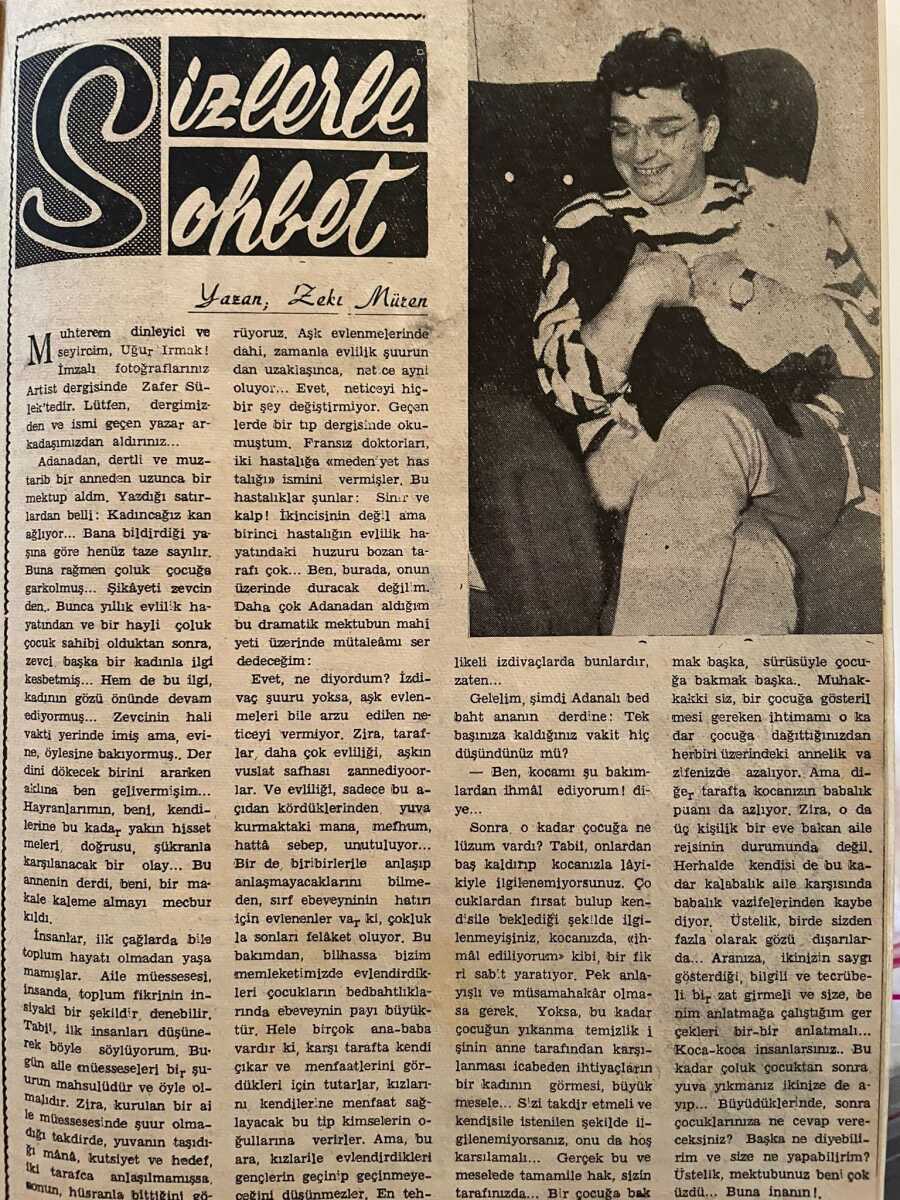 Sizlerle
Sohbet
Yazan; Zeki Müren
Muhterem dinleyici ve
seyircim, Uğur Irmak!
İmzalı fotoğraflarınız
Artist dergisinde Zafer Sü-
lek'tedir. Lütfen, dergimiz-
den ve ismi geçen yazar ar-
kadaşımızdan aldırınız...
Adanadan, dertli ve muz-
tarib bir anneden uzunca bir
mektup aldım. Yazdığı satır-
lardan belli: Kadıncağız kan
ağlıyor... Bana bildirdiği ya-
şına göre henüz taze sayılır.
Buna rağmen çoluk çocuğa
garkolmuş... Şikâyeti zevcin
den.. Bunca yıllık evlilik ha-
yatından ve bir hayli çoluk
çocuk sahibi olduktan sonra,
zevci başka bir kadınla ilgi
kesbetmiş... Hem de bu ilgi,
kadının gözü önünde devam
ediyormuş... Zevcinin hali
vakti yerinde imiş ama, evi-
ne, öylesine bakıyormuş.. Der
dini dökecek birini ararken
aklına ben gelivermişim...
Hayranlarımın, beni, kendi-
lerine bu kadar yakın hisset
meleri doğrusu, şükranla
karşılanacak bir olay... Bu
annenin derdi, beni, bir ma-
kale kaleme almayı mecbur
kıldı.
İnsanlar, ilk çağlarda bile
toplum hayatı olmadan yaşa
mamışlar. Aile müessesesi,
insanda, toplum fikrinin in-
siyaki bir şekildir, denebilir.
Tabiî, ilk insanları düşüne-
rek böyle söylüyorum. Bu-
gün aile müesseseleri bir şu-
urun mahsulüdür ve öyle ol-
malıdır. Zira, kurulan bir ai
le müessesesinde şuur olma-
dığı takdirde, yuvanın taşıdı-
ğı mânâ, kutsiyet ve hedef,
iki tarafca anlaşılmamışsa,
sonun, hüsranla bittiğini gö-
rüyoruz. Aşk evlenmelerinde
dahi, zamanla evlilik şuurun
dan uzaklaşınca, netice ayni
oluyor... Evet, neticeyi hiç-
bir şey değiştirmiyor. Geçen
lerde bir tıp dergisinde oku-
muştum. Fransız doktorları,
iki hastalığa «medeniyet has
talığı» ismini vermişler. Bu
hastalıklar şunlar: Sinir ve
kalp! İkincisinin değil ama
birinci hastalığın evlilik ha-
yatındaki huzuru bozan ta-
rafı çok... Ben, burada, onun
üzerinde duracak değilim.
Daha çok Adanadan aldığım
bu dramatik mektubun mahi
yeti üzerinde mütaleâmı ser
dedeceğim:
Evet, ne diyordum? İzdi-
vaç şuuru yoksa, aşk evlen-
meleri bile arzu edilen ne-
ticeyi vermiyor. Zira, taraf-
lar, daha çok evliliği, aşkın
vuslat safhası zannediyoor-
lar. Ve evliliği, sadece bu a-
çıdan kördüklerinden, yuva
kurmaktaki mana, mefhum,
hattâ sebep, unutuluyor...
Bir de, biribirlerile anlaşıp
anlaşmayacaklarını bilme-
den, sırf ebeveyninin hatırı
için evlenenler var ki, çokluk
la sonları felâket oluyor. Bu
bakımdan, bilhassa bizim
memleketimizde evlendirdik-
leri çocukların bedbahtlıkla-
rında ebeveynin payı büyük-
tür. Hele birçok ana-baba
vardır ki, karşı tarafta kendi
çıkar ve menfaatlerini gör-
dükleri için tutarlar, kızları-
nı kendilerine menfaat sağ-
layacak bu tip kimselerin o-
ğullarına verirler. Ama, bu
ara, kızlarile evlendirdikleri
gençlerin geçinip geçinmeye-
ceğini düşünmezler. En teh-
likeli izdivaçlarda bunlardır,
zaten...
Gelelim, şimdi Adanalı bed
baht ananın derdine: Tek
başınıza kaldığınız vakit hiç
düşündünüz mü?
— Ben, kocamı şu bakım-
lardan ihmâl ediyorum! di-
ye...
Sonra, o kadar çocuğa ne
lüzum vardı? Tabiî, onlardan
baş kaldırıp kocanızla lâyi-
kiyle ilgilenemiyorsunuz. Ço
cuklardan fırsat bulup ken-
disile beklediği şekilde ilgi-
lenmeyişiniz, kocanızda, «ih-
mâl ediliyorum» kibi, bir fik
ri sabit yaratıyor. Pek anla-
yışlı ve müsamahakâr olma-
sa gerek. Yoksa, bu kadar
çocuğun yıkanma temizlik i
şinin anne tarafından karşı-
lanması icabeden ihtiyaçların
bir kadının görmesi, büyük
mesele... Sizi takdir etmeli ve
kendisile istenilen şekilde il-
gilenemiyorsanız, onu da hoş
karsılamalı... Gerçek bu ve
meselede tamamile hak, sizin
tarafınızda... Bir çocuğa bak
mak başka, sürüsüyle çocu-
ğa bakmak başka.. Muhak-
kakki siz, bir çocuğa gösteril
mesi gereken ihtimamı o ka
dar çocuğa dağıttığınızdan
herbiri üzerindeki annelik va
zifenizde azalıyor. Ama di-
ğer tarafta kocanızın babalık
puanı da azlıyor. Zira, o da
üç kişilik bir eve bakan aile
reisinin durumunda değil.
Herhalde kendisi de bu ka-
dar kalabalık aile karşısında
babalık vazifelerinden kaybe
diyor. Üstelik, birde sizden
fazla olarak gözü dışarılar-
da... Aranıza, ikinizin saygı
gösterdiği, bilgili ve tecrübe-
li bir zat girmeli ve size, be
nim anlatmağa çalıştığım ger
çekleri bir-bir anlatmalı...
Koca-koca insanlarsınız.. Bu
kadar çoluk çocuktan sonra
yuva yıkmanız ikinize de a-
yıp... Büyüdüklerinde, sonra
çocuklarınıza ne cevap vere-
ceksiniz? Başka ne diyebili-
rim ve size ne yapabilirim?
Üstelik, mektubunuz beni çok
üzdü... Buna inanın!